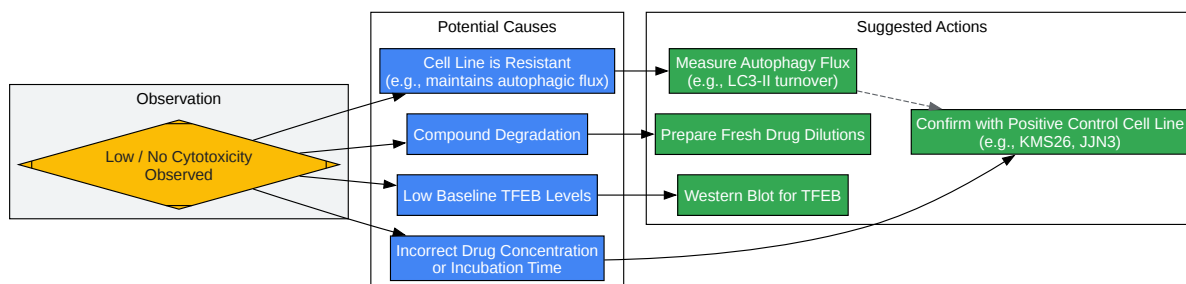 Observation
Low / No Cytotoxicity
Observed
Potential Causes
Cell Line is Resistant
(e.g., maintains autophagic flux)
Compound Degradation
Low Baseline TFEB Levels
Incorrect Drug Concentration
or Incubation Time
Suggested Actions
Measure Autophagy Flux
(e.g., LC3-II turnover)
Prepare Fresh Drug Dilutions
Western Blot for TFEB
Confirm with Positive Control Cell Line
(e.g., KMS26, JJN3)